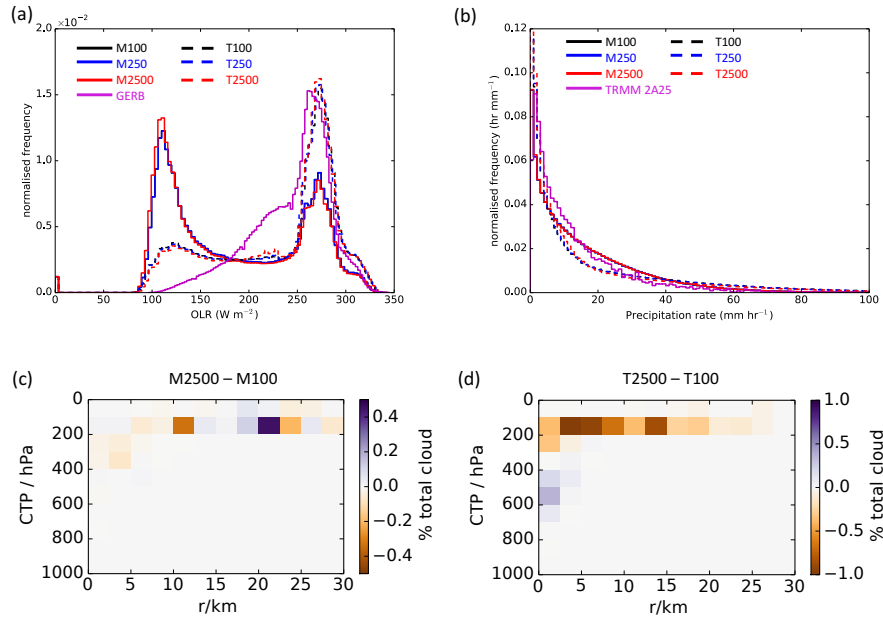 (a)
×10⁻²
2.0
1.5
1.0
0.5
0.0
normalised frequency
M100
T100
M250
T250
M2500
T2500
GERB
0
50
100
150
200
250
300
350
OLR (W m⁻²)
(b)
0.12
0.10
0.08
0.06
0.04
0.02
0.00
normalised frequency (hr mm⁻¹)
M100
T100
M250
T250
M2500
T2500
TRMM 2A25
0
20
40
60
80
100
Precipitation rate (mm hr⁻¹)
(c)
M2500 – M100
0
200
400
600
800
1000
CTP / hPa
0
5
10
15
20
25
30
r/km
0.4
0.2
0.0
−0.2
−0.4
% total cloud
(d)
T2500 – T100
0
200
400
600
800
1000
CTP / hPa
0
5
10
15
20
25
30
r/km
1.0
0.5
0.0
−0.5
−1.0
% total cloud